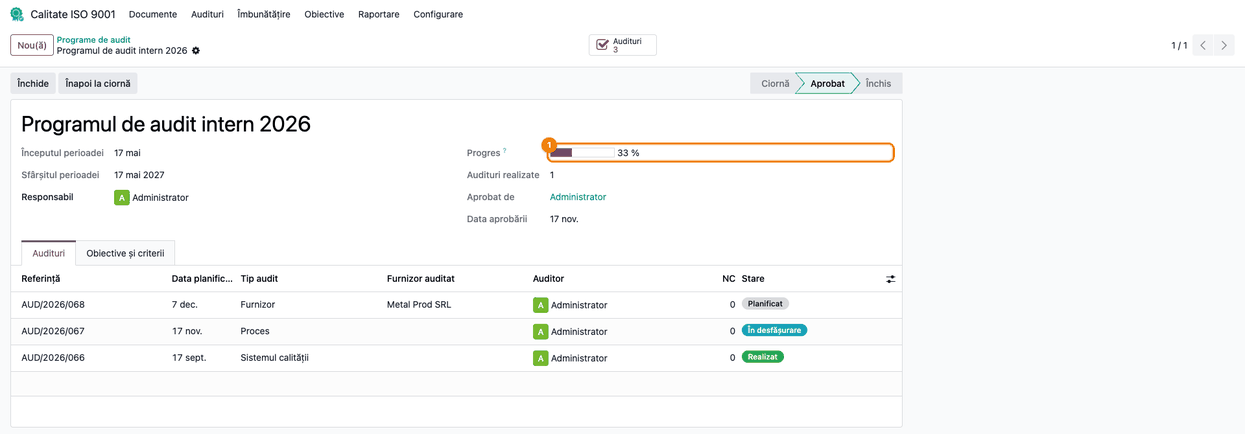 Calitate ISO 9001 Documente Audituri Îmbunătățire Obiective Raportare Configurare
Nou(ă) Programe de audit
Programul de audit intern 2026
Audituri
3
1 / 1
Închide Înapoi la ciornă Ciornă Aprobat Închis
Programul de audit intern 2026
Începutul perioadei 17 mai Progres ? 1 33 %
Sfârșitul perioadei 17 mai 2027 Audituri realizate 1
Responsabil A Administrator Aprobat de Administrator
Data aprobării 17 nov.
Audituri Obiective și criterii
Referință Data planific... Tip audit Furnizor auditat Auditor NC Stare
AUD/2026/068 7 dec. Furnizor Metal Prod SRL A Administrator 0 Planificat
AUD/2026/067 17 nov. Proces A Administrator 0 În desfășurare
AUD/2026/066 17 sept. Sistemul calității A Administrator 0 Realizat